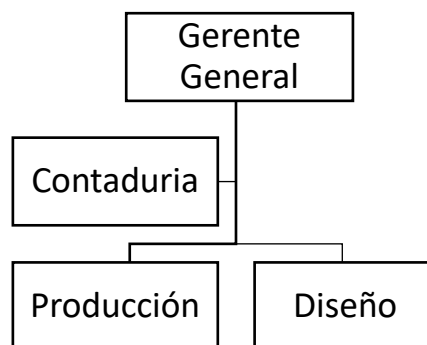 Gerente
General
Contaduria
Producción
Diseño